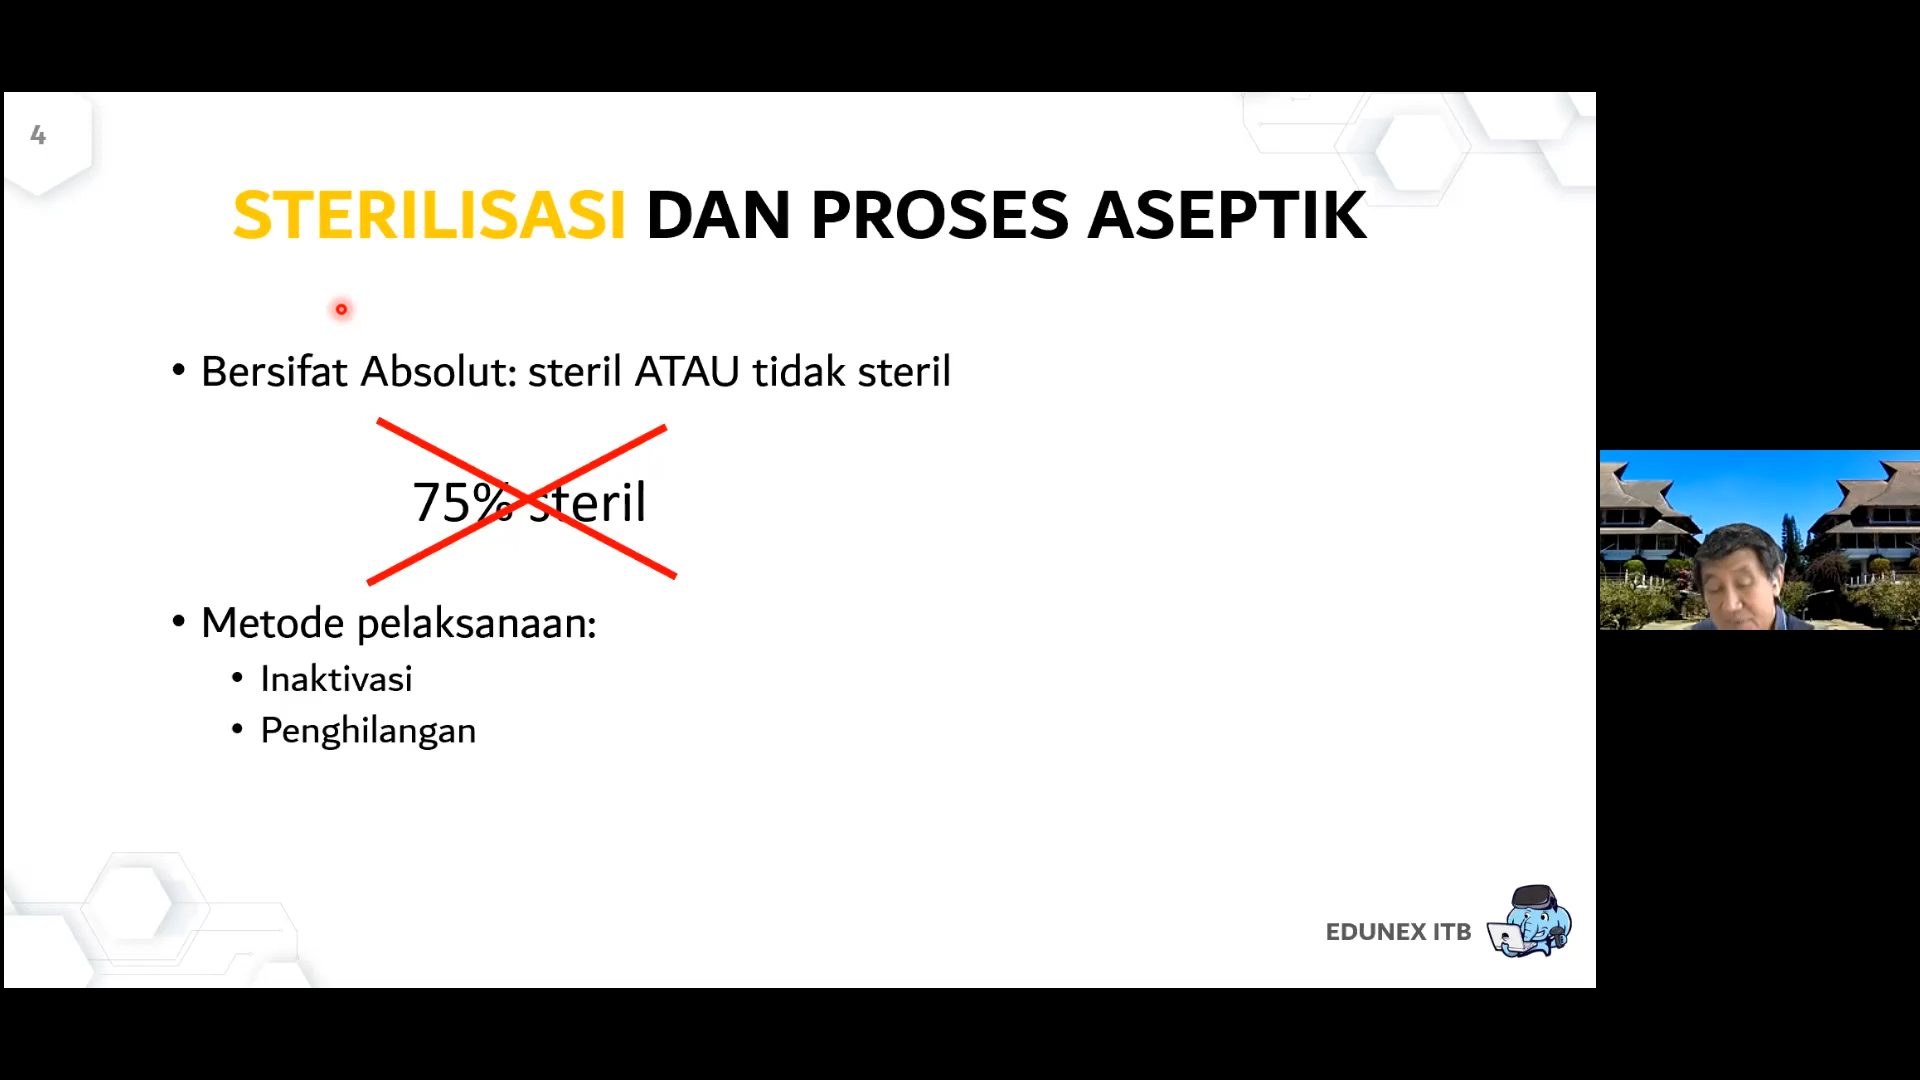 4
STERILISASI DAN PROSES ASEPTIK
• Bersifat Absolut: steril ATAU tidak steril
75% steril
• Metode pelaksanaan:
• Inaktivasi
• Penghilangan
EDUNEX ITB